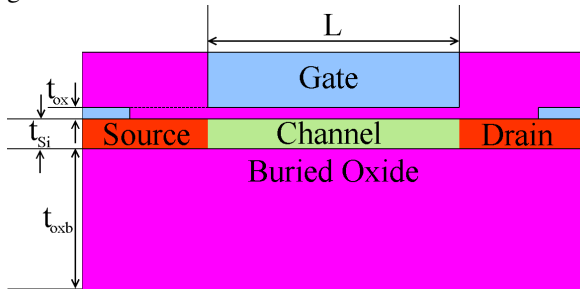 L
Gate
tox
tSi
Source Channel Drain
Buried Oxide
toxb